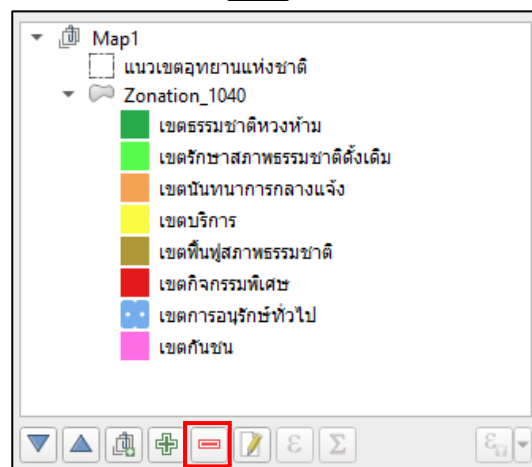 Map1
แนวเขตอุทยานแห่งชาติ
Zonation_1040
เขตธรรมชาติหวงห้าม
เขตรักษาสภาพธรรมชาติดั้งเดิม
เขตนันทนาการกลางแจ้ง
เขตบริการ
เขตฟื้นฟูสภาพธรรมชาติ
เขตกิจกรรมพิเศษ
เขตการอนุรักษ์ทั่วไป
เขตกันชน
ε Σ ε